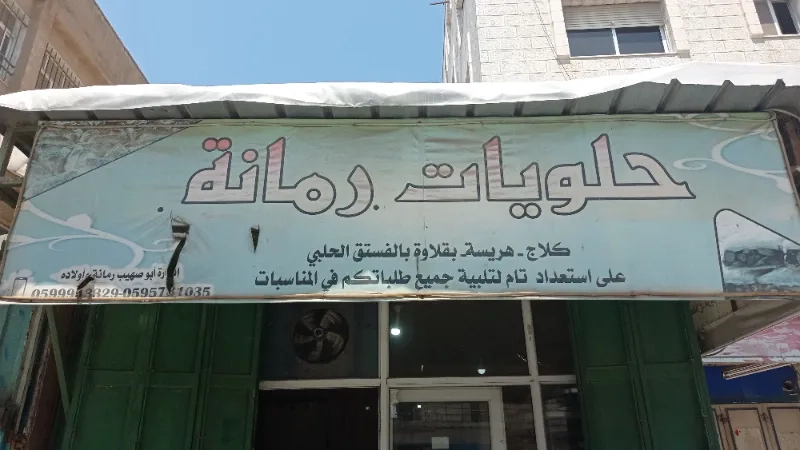 حلويات رمانة
كلاج - هريسة - بقلاوة بالفستق الحلبي
على استعداد تام لتلبية جميع طلباتكم في المناسبات
ابو صهيب رمانة واولاده